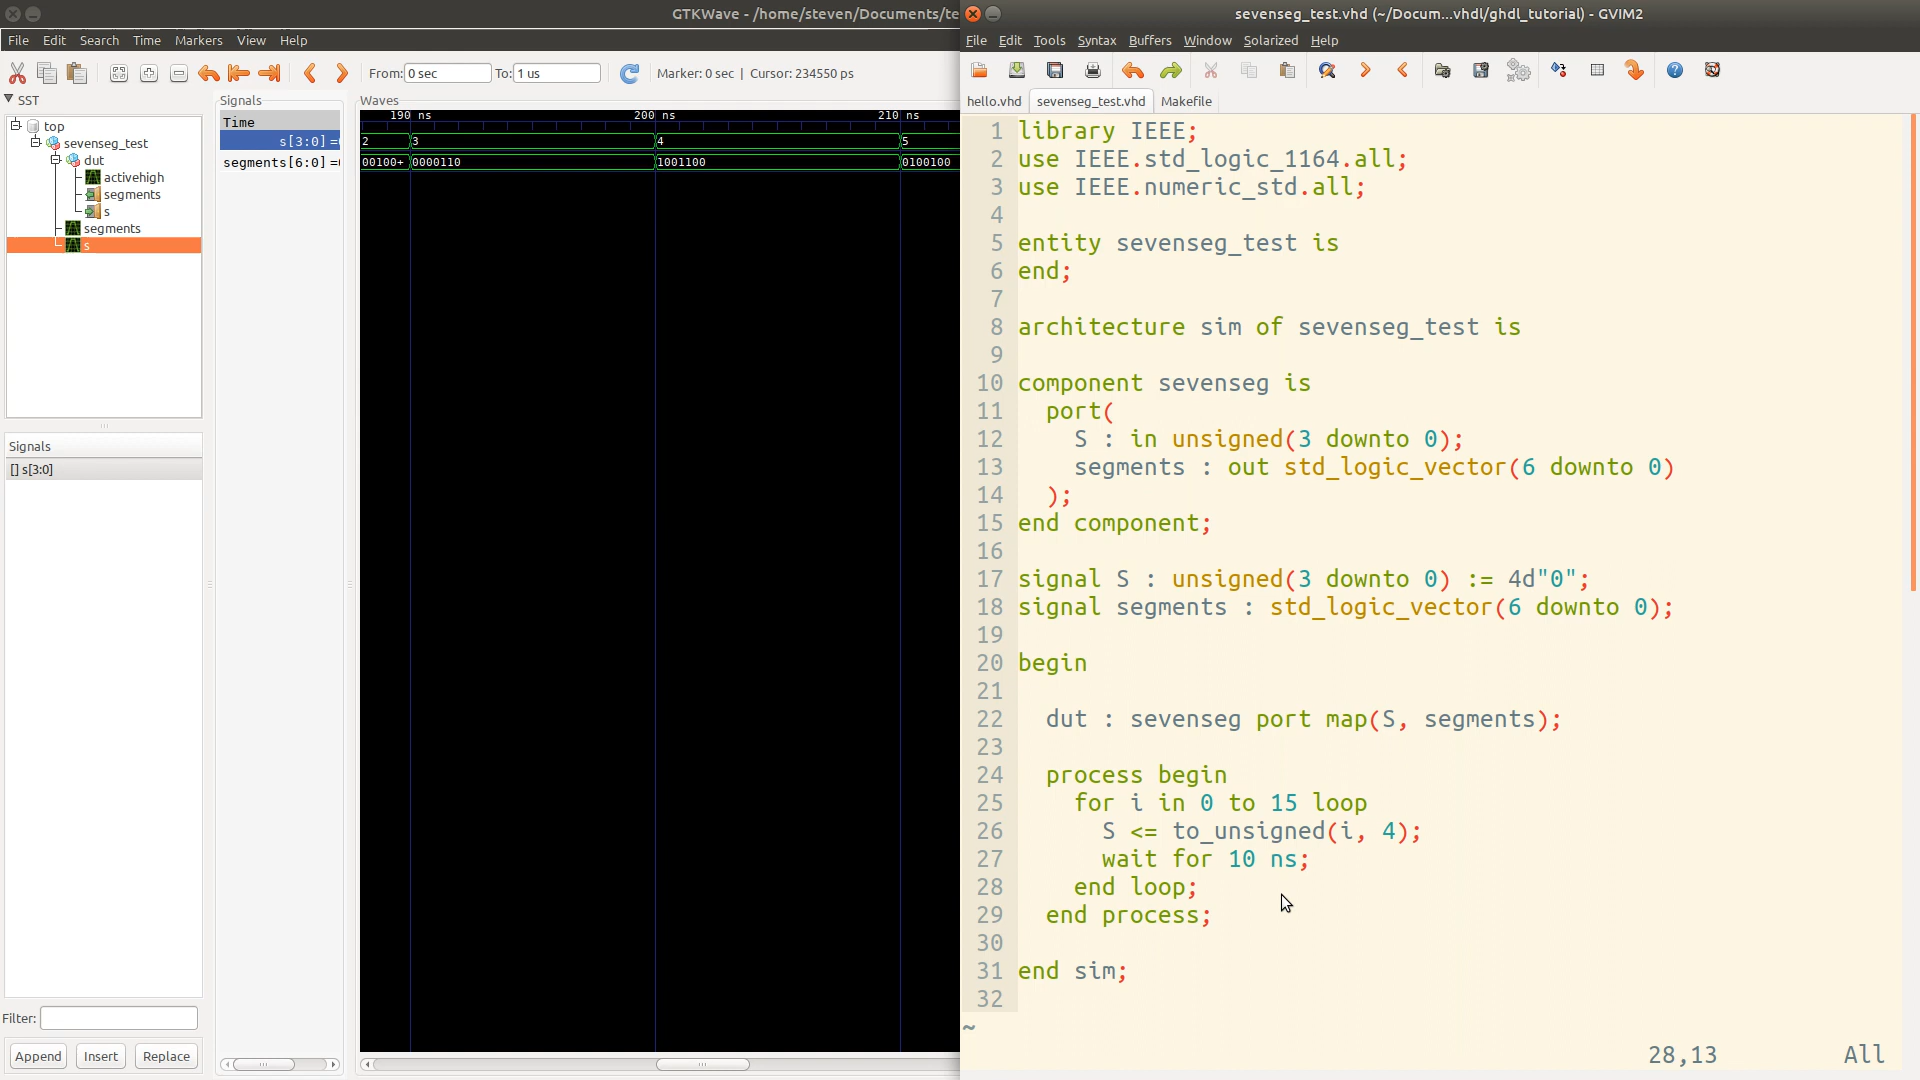 GTKWave - /home/steven/Documents/te
File Edit Search Time Markers View Help
From: 0 sec To: 1 us Marker: 0 sec | Cursor: 234550 ps
SST
top
sevenseg_test
dut
activehigh
segments
s
segments
s
Signals
[] s[3:0]
Filter:
Append Insert Replace
Signals
Time
s[3:0] =
segments[6:0] =
Waves
190 ns 200 ns 210 ns
2 3 4 5
00100+ 0000110 1001100 0100100
sevenseg_test.vhd (~/Docum...vhdl/ghdl_tutorial) - GVIM2
File Edit Tools Syntax Buffers Window Solarized Help
hello.vhd sevenseg_test.vhd Makefile
1 library IEEE;
2 use IEEE.std_logic_1164.all;
3 use IEEE.numeric_std.all;
4
5 entity sevenseg_test is
6 end;
7
8 architecture sim of sevenseg_test is
9
10 component sevenseg is
11 port(
12 S : in unsigned(3 downto 0);
13 segments : out std_logic_vector(6 downto 0)
14 );
15 end component;
16
17 signal S : unsigned(3 downto 0) := 4d"0";
18 signal segments : std_logic_vector(6 downto 0);
19
20 begin
21
22 dut : sevenseg port map(S, segments);
23
24 process begin
25 for i in 0 to 15 loop
26 S <= to_unsigned(i, 4);
27 wait for 10 ns;
28 end loop;
29 end process;
30
31 end sim;
32
~
28,13 All